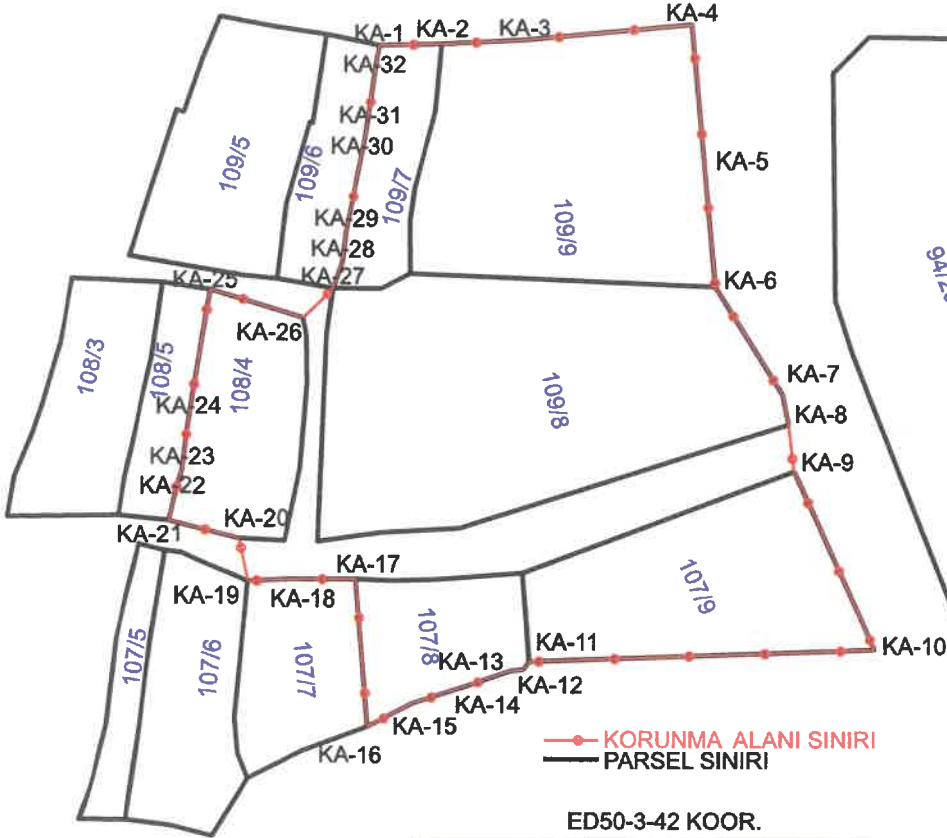 KA-1
KA-2
KA-3
KA-4
KA-32
KA-31
KA-30
109/5
109/6
109/7
KA-5
KA-29
109/9
KA-28
KA-27
KA-25
KA-6
KA-26
108/3
108/5
108/4
109/8
KA-7
KA-24
KA-8
KA-23
KA-9
KA-22
KA-21
KA-20
KA-19
KA-18
KA-17
107/9
107/5
107/6
107/7
107/8
KA-11
KA-10
KA-13
KA-12
KA-14
KA-15
KA-16
KORUNMA ALANI SINIRI
PARSEL SINIRI
ED50-3-42 KOOR.